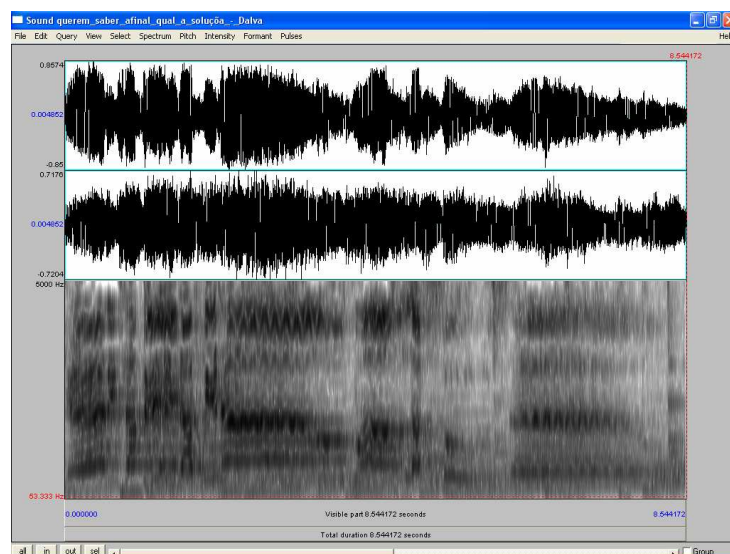 Sound querem_saber_afinal_qual_a_soluçõa_-_Dalva
File Edit Query View Select Spectrum Pitch Intensity Formant Pulses Hel
8.544172
0.8574
0.004852
-0.85
0.7176
0.004852
-0.7204
5000 Hz
53.333 Hz
0.000000 Visible part 8.544172 seconds 8.544172
Total duration 8.544172 seconds
all in out sel Group